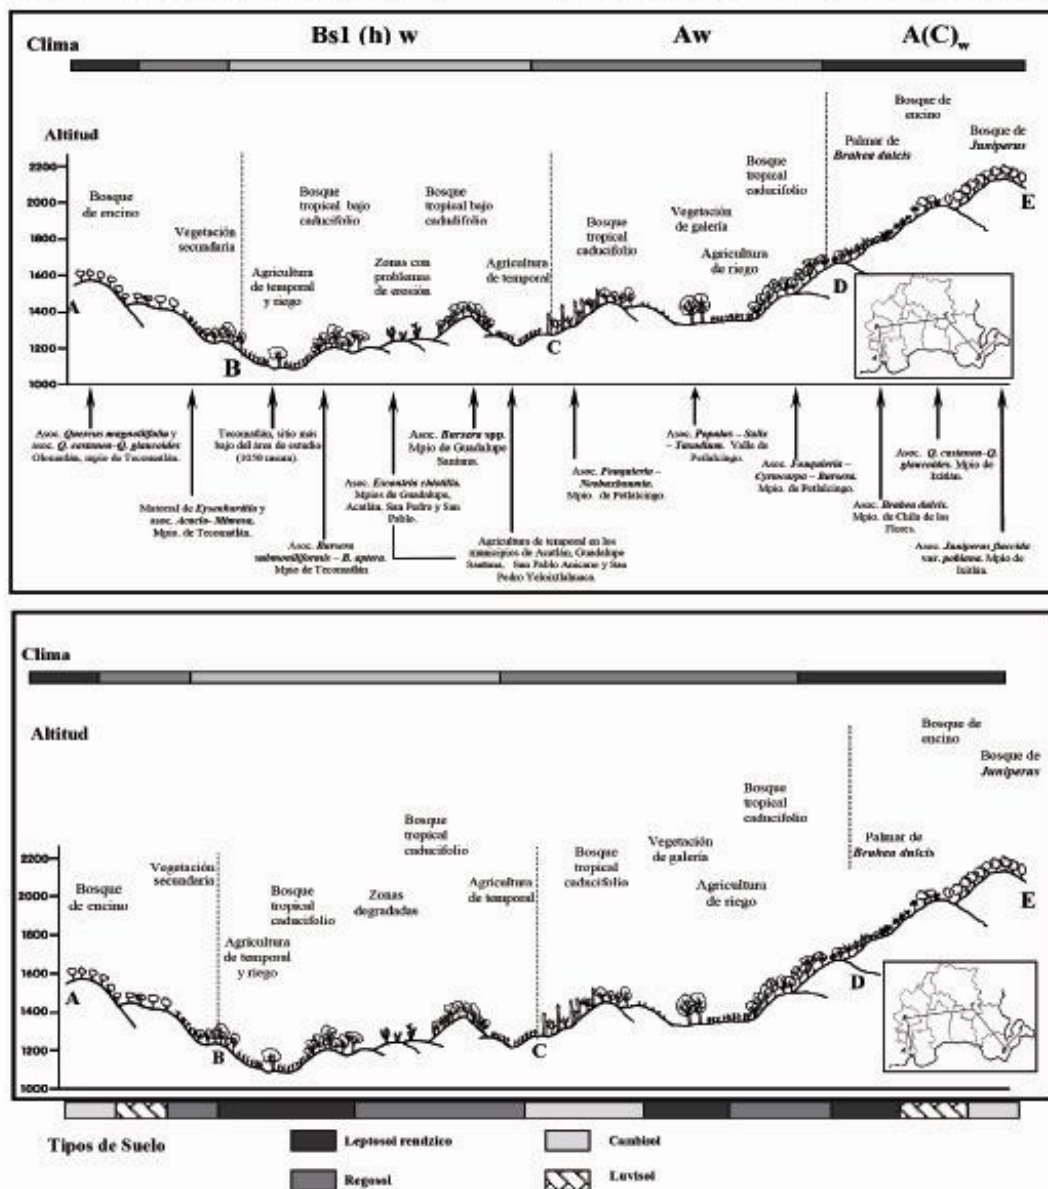 Clima
Bs1 (h) w
Aw
A(C)w
Altitud
2200
2000
1800
1600
1400
1200
1000
Bosque
de encino
Vegetación
secundaria
Agricultura
de temporal
y riego
Bosque
tropical bajo
caducifolio
Zonas con
problemas
de erosión
Bosque
tropical bajo
cadudifolio
Agricultura
de temporal
Bosque
tropical
caducifolio
Vegetación
de galería
Agricultura
de riego
Bosque
tropical
caducifolio
Palmar de
Brahea dulcis
Bosque de
encino
Bosque de
Juniperus
A
B
C
D
E
Asoc. Quercus magnoliifolia y
asoc. Q. castanea-Q. glaucoides
mpio de Tecomatlán.
Matorral de y
asoc. Acacia- Mimosa.
Mpio. de Tecomatlán.
Tecomatlán, sitio más
bajo del área de estudio
Asoc. Bursera
submoniliformis – B. aptera.
Mpio de Tecomatlán
Asoc. Escontria chiotilla.
Mpios de Guadalupe,
Acatlán. San Pedro y San
Pablo.
Asoc. Bursera spp.
Mpio de Guadalupe
Santana.
Agricultura de temporal en los
municipios de Acatlán, Guadalupe
Santana, San Pablo Anicano y San
Pedro Yeloixtlahuaca.
Asoc. Fouquieria –
Neobuxbaumia.
Mpio. de Petlalcingo.
Asoc. Populus – Salix
– Taxodium. Valle de
Petlalcingo.
Asoc. Fouquieria –
Cyrtocarpa – Bursera.
Mpio. de Petlalcingo.
Asoc. Brahea dulcis.
Mpio. de Chila de las
Flores.
Asoc. Q. castanea-Q.
glaucoides. Mpio de
Ixitlán.
Asoc. Juniperus flaccida
var. poblana. Mpio de
Ixitlán.
Clima
Altitud
2200
2000
1800
1600
1400
1200
1000
Bosque
de encino
Vegetación
secundaria
Agricultura
de temporal
y riego
Bosque
tropical
caducifolio
Zonas
degradadas
Bosque
tropical
caducifolio
Agricultura
de temporal
Bosque
tropical
caducifolio
Vegetación
de galería
Agricultura
de riego
Bosque
tropical
caducifolio
Palmar de
Brahea dulcis
Bosque de
encino
Bosque de
Juniperus
A
B
C
D
E
Tipos de Suelo
Leptosol rendzico
Cambisol
Regosol
Luvisol